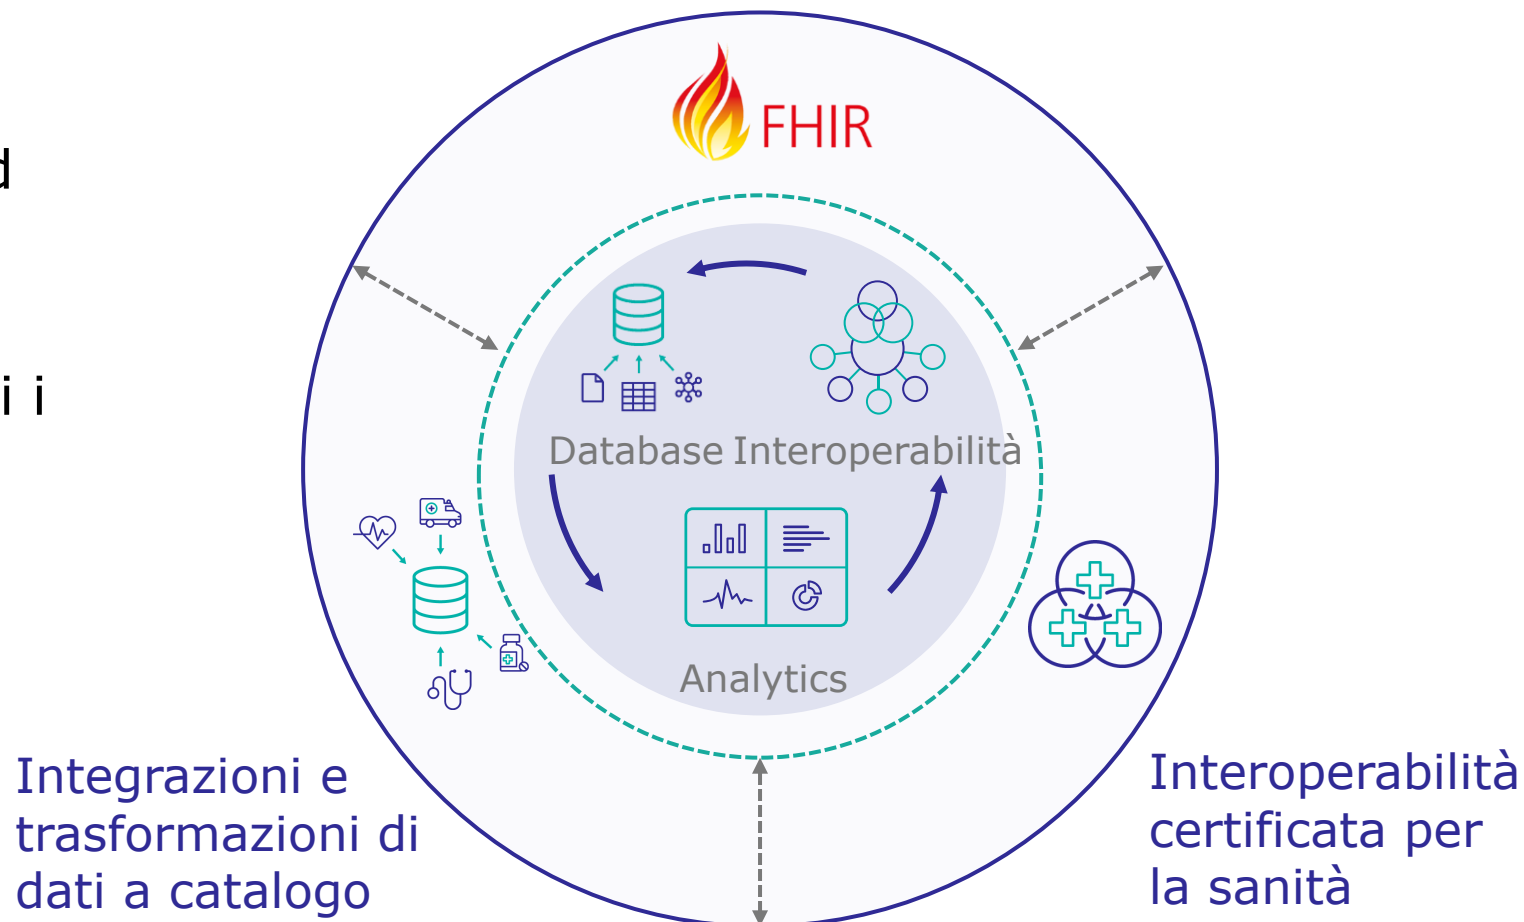 FHIR
d
i i
Database Interoperabilità
Analytics
Integrazioni e
trasformazioni di
dati a catalogo
Interoperabilità
certificata per
la sanità